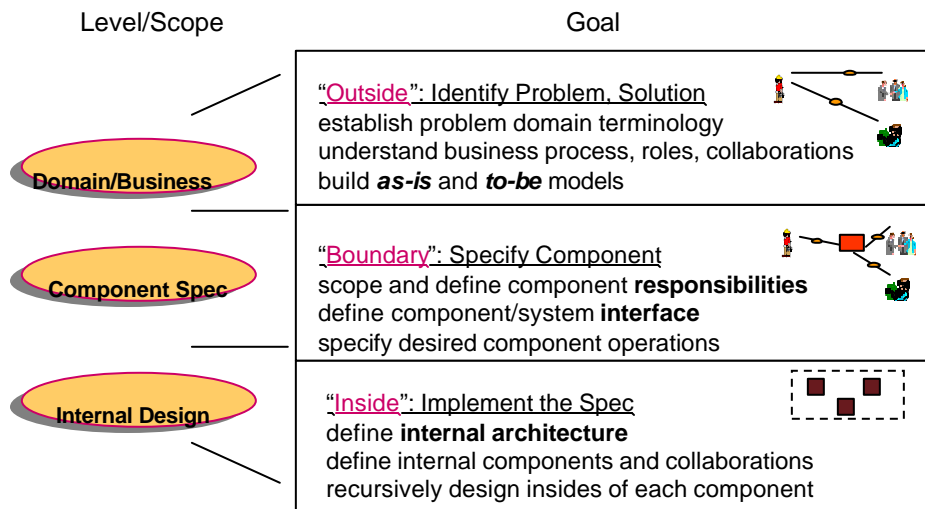 Level/Scope
Goal
"Outside": Identify Problem, Solution
establish problem domain terminology
understand business process, roles, collaborations
build as-is and to-be models
Domain/Business
"Boundary": Specify Component
scope and define component responsibilities
define component/system interface
specify desired component operations
Component Spec
"Inside": Implement the Spec
define internal architecture
define internal components and collaborations
recursively design insides of each component
Internal Design